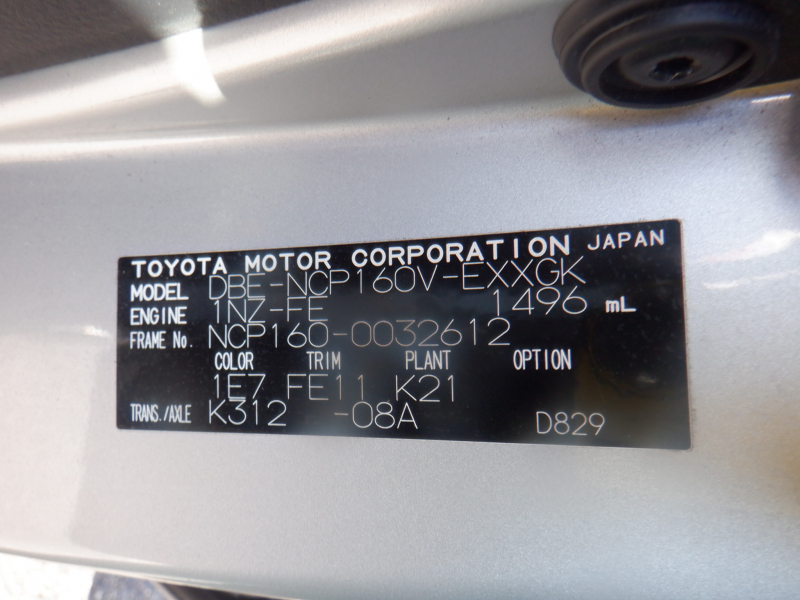 TOYOTA MOTOR CORPORATION JAPAN
MODEL DBE-NCP160V-EXXGK
ENGINE 1NZ-FE 1496 mL
FRAME No. NCP160-0032612
COLOR TRIM PLANT OPTION
1E7 FE11 K21
TRANS./AXLE K312 -08A D829